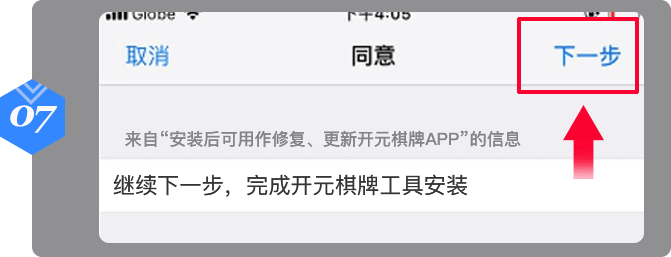 Globe 下午4:05
取消 同意 下一步
07
来自“安装后可用作修复、更新开元棋牌APP”的信息
继续下一步，完成开元棋牌工具安装